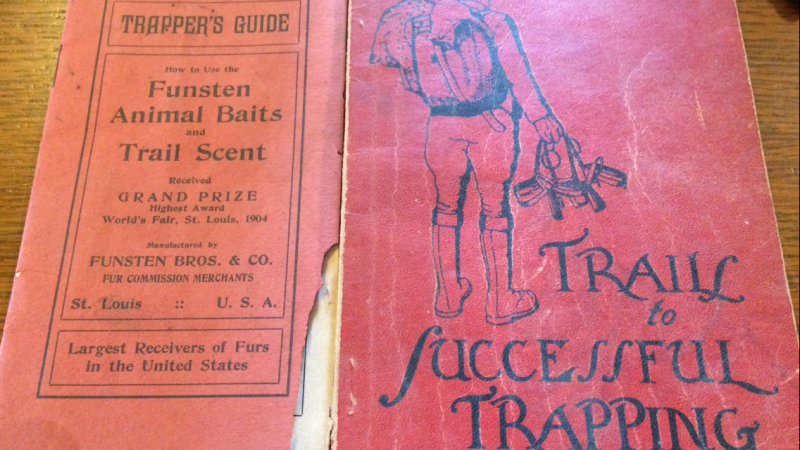 TRAPPER'S GUIDE
How to Use the
Funsten
Animal Baits
and
Trail Scent
Received
GRAND PRIZE
Highest Award
World's Fair, St. Louis, 1904
Manufactured by
FUNSTEN BROS. & CO.
FUR COMMISSION MERCHANTS
St. Louis :: U. S. A.
Largest Receivers of Furs
in the United States
TRAILS
to
SUCCESSFUL
TRAPPING